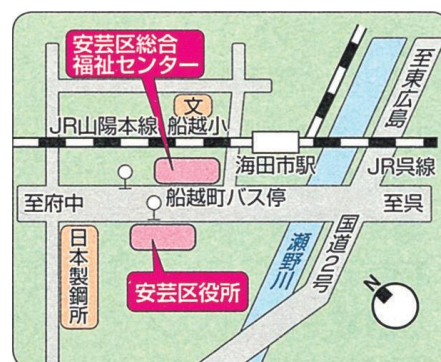 安芸区総合
福祉センター
文
船越小
JR山陽本線
海田市駅
JR呉線
至東広島
船越町バス停
至府中
至呉
日本製鋼所
安芸区役所
瀬野川
国道2号
N